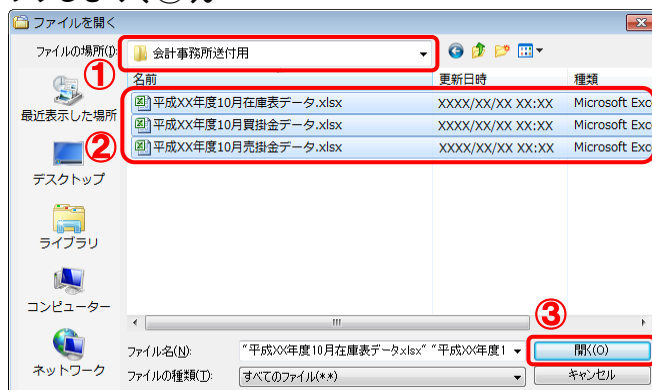 ファイルを開く
ファイルの場所(I):
会計事務所送付用
①
名前
更新日時
種類
平成XX年度10月在庫表データ.xlsx
XXXX/XX/XX XX:XX
Microsoft Exc
平成XX年度10月買掛金データ.xlsx
XXXX/XX/XX XX:XX
Microsoft Exc
平成XX年度10月売掛金データ.xlsx
XXXX/XX/XX XX:XX
Microsoft Exc
②
最近表示した場所
デスクトップ
ライブラリ
コンピューター
ネットワーク
③
ファイル名(N):
"平成XX年度10月在庫表データ.xlsx" "平成XX年度1
開く(O)
ファイルの種類(T):
すべてのファイル(*.*)
キャンセル